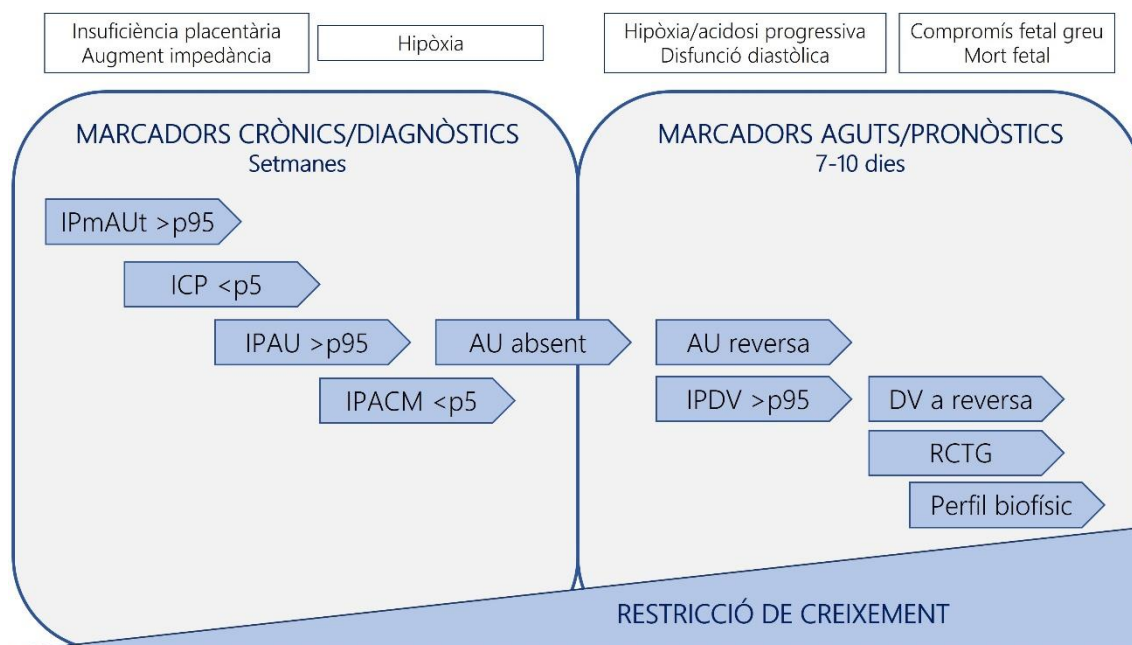 Insuficiència placentària
Augment impedància
Hipòxia
Hipòxia/acidosi progressiva
Disfunció diastòlica
Compromís fetal greu
Mort fetal
MARCADORS CRÒNICS/DIAGNÒSTICS
Setmanes
MARCADORS AGUTS/PRONÒSTICS
7-10 dies
IPmAUt >p95
ICP <p5
IPAU >p95
AU absent
AU reversa
IPACM <p5
IPDV >p95
DV a reversa
RCTG
Perfil biofísic
RESTRICCIÓ DE CREIXEMENT